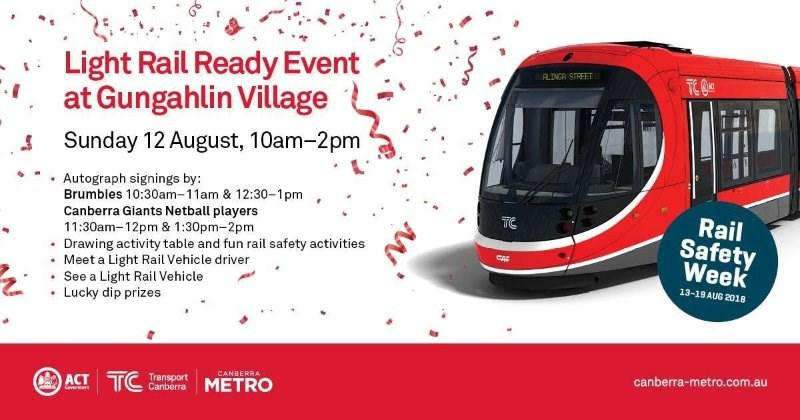 Light Rail Ready Event
at Gungahlin Village
Sunday 12 August, 10am–2pm
• Autograph signings by:
Brumbies 10:30am–11am & 12:30–1pm
Canberra Giants Netball players
11:30am–12pm & 1:30pm–2pm
• Drawing activity table and fun rail safety activities
• Meet a Light Rail Vehicle driver
• See a Light Rail Vehicle
• Lucky dip prizes
ALINGA STREET
TC ACT
TC
CAF
Rail
Safety
Week
13–19 AUG 2018
ACT
Government
TC
Transport
Canberra
CANBERRA
METRO
canberra-metro.com.au